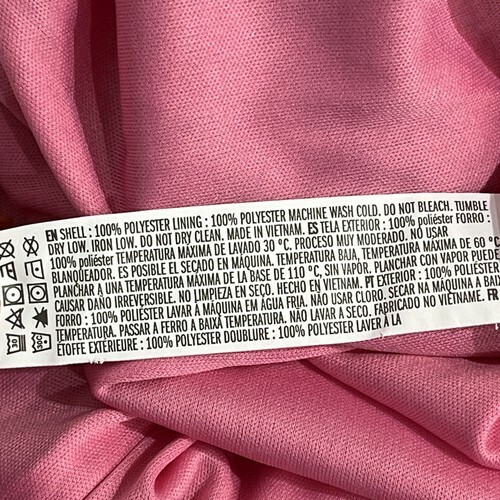 EN SHELL : 100% POLYESTER LINING : 100% POLYESTER MACHINE WASH COLD. DO NOT BLEACH. TUMBLE
DRY LOW. IRON LOW. DO NOT DRY CLEAN. MADE IN VIETNAM. ES TELA EXTERIOR : 100% poliéster FORRO :
100% poliéster TEMPERATURA MÁXIMA DE LAVADO 30 °C. PROCESO MUY MODERADO. NO USAR
BLANQUEADOR. ES POSIBLE EL SECADO EN MÁQUINA. TEMPERATURA BAJA, TEMPERATURA MÁXIMA DE 60 °
PLANCHAR A UNA TEMPERATURA MÁXIMA DE LA BASE DE 110 °C, SIN VAPOR. PLANCHAR CON VAPOR PUEDE
CAUSAR DAÑO IRREVERSIBLE. NO LIMPIEZA EN SECO. HECHO EN VIETNAM. PT EXTERIOR : 100% POLIÉSTER
FORRO : 100% POLIÉSTER LAVAR À MÁQUINA EM ÁGUA FRIA. NÃO USAR CLORO. SECAR NA MÁQUINA A BAIX
TEMPERATURA. PASSAR A FERRO A BAIXA TEMPERATURA. NÃO LAVAR A SECO. FABRICADO NO VIETNAME. FR
ÉTOFFE EXTÉRIEURE : 100% POLYESTER DOUBLURE : 100% POLYESTER LAVER À LA